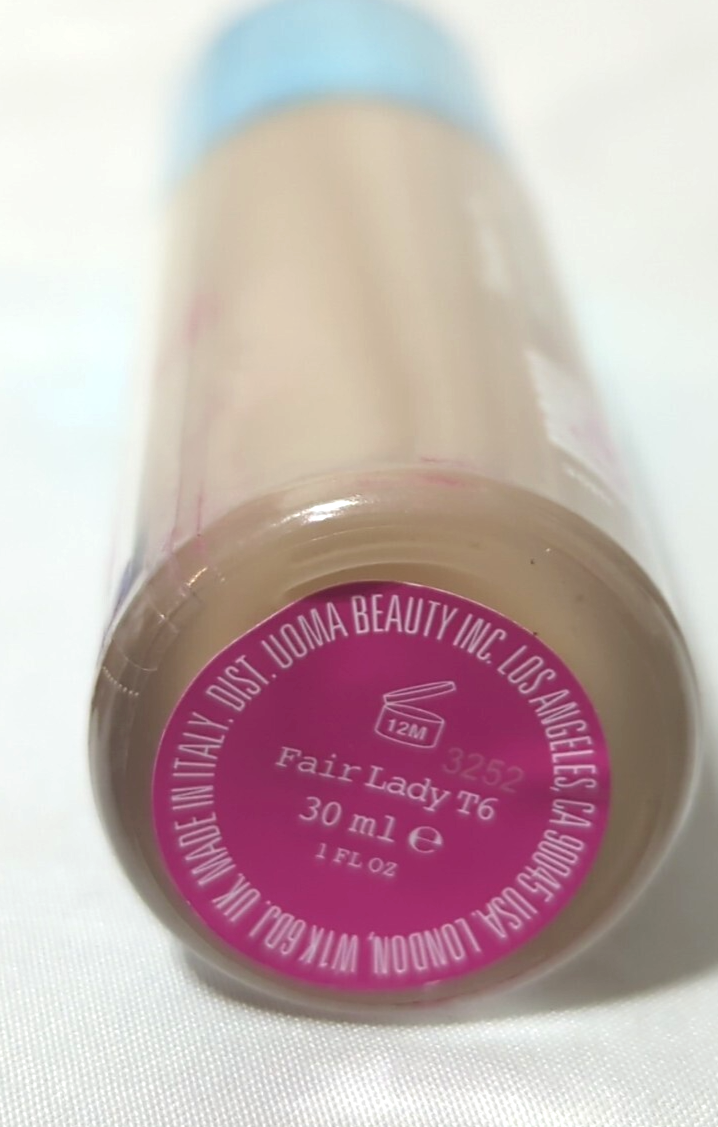 UOMA BEAUTY INC. LOS ANGELES, CA 90045 USA. LONDON, W1K 6DJ, UK. MADE IN ITALY. DIST.
12M
3252
Fair Lady T6
30 ml ℮
1 FL OZ